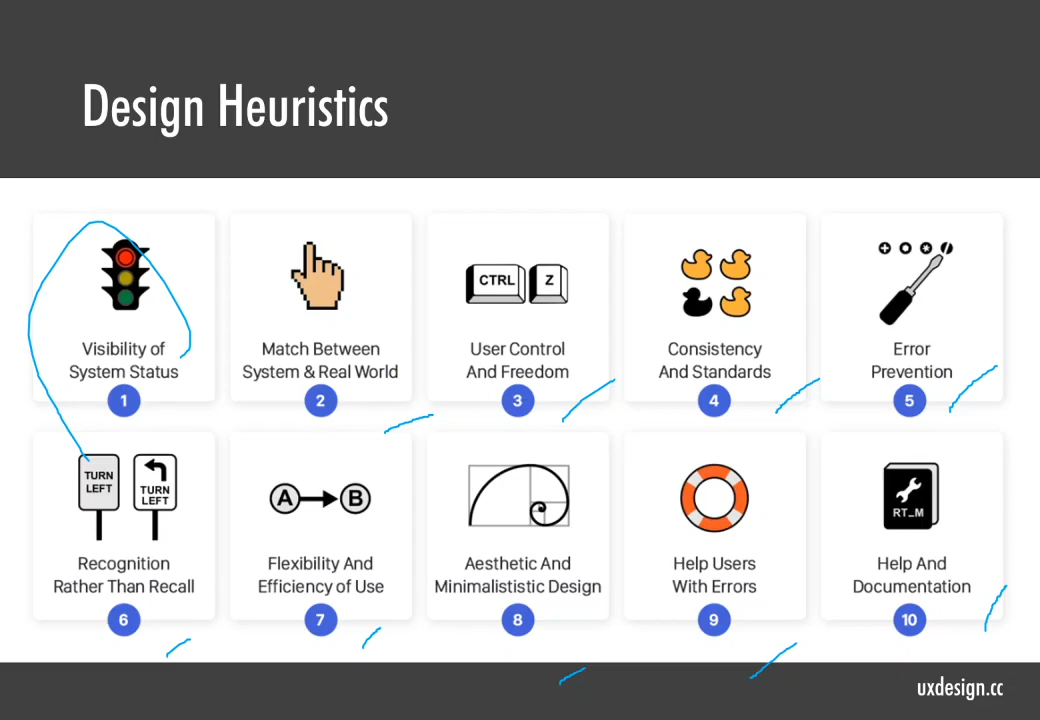 Design Heuristics
CTRL
Z
Visibility of
System Status
1
Match Between
System & Real World
2
User Control
And Freedom
3
Consistency
And Standards
4
Error
Prevention
5
TURN
LEFT
TURN
LEFT
Recognition
Rather Than Recall
6
A
B
Flexibility And
Efficiency of Use
7
Aesthetic And
Minimalististic Design
8
Help Users
With Errors
9
RT_M
Help And
Documentation
10
uxdesign.cc